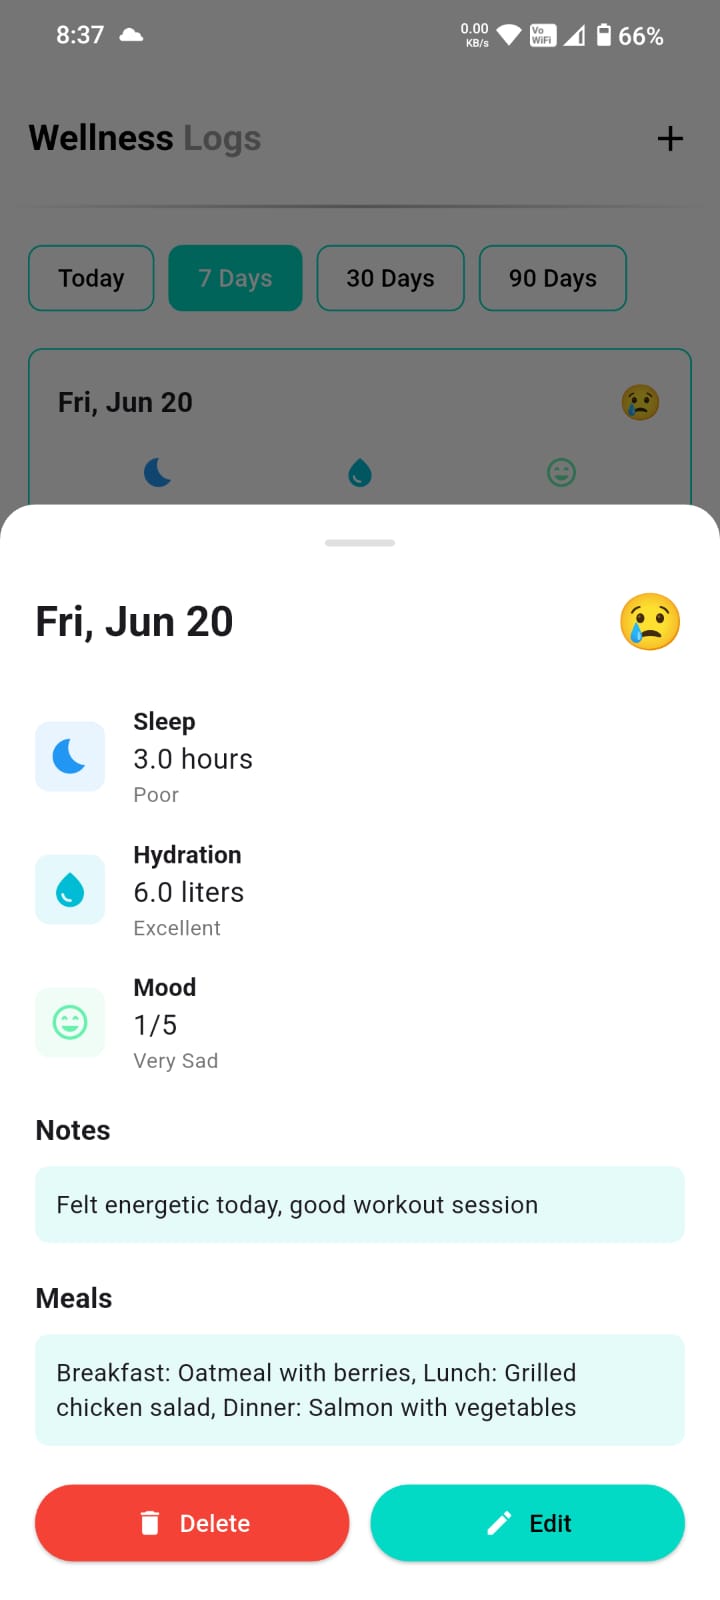 8:37
0.00
KB/s
Vo
WiFi
66%
Wellness Logs
Today
7 Days
30 Days
90 Days
Fri, Jun 20
Fri, Jun 20
Sleep
3.0 hours
Poor
Hydration
6.0 liters
Excellent
Mood
1/5
Very Sad
Notes
Felt energetic today, good workout session
Meals
Breakfast: Oatmeal with berries, Lunch: Grilled
chicken salad, Dinner: Salmon with vegetables
Delete
Edit